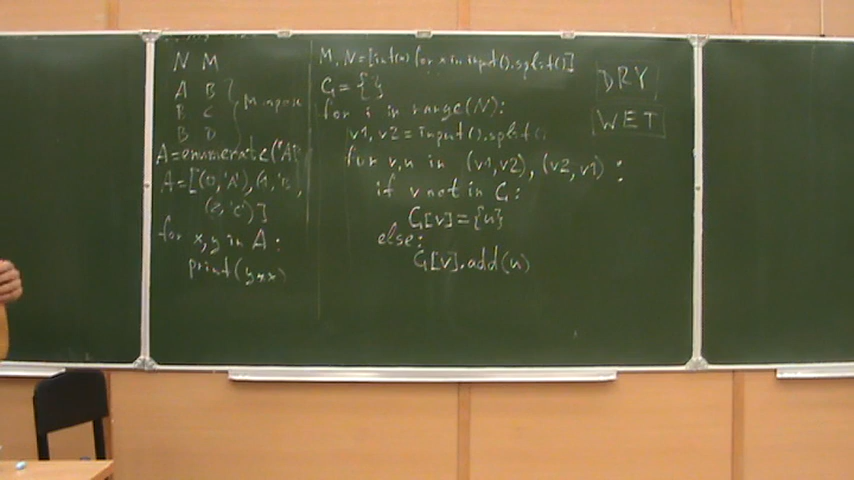 N M
A B
B C
B D
A=enumerate('A
A=[(0,'A'),(1,'B'),
(2,'C')]
for x,y in A:
print(y**x)
M, N=[int(x) for x in input().split()]
G={}
for i in range(N):
v1, v2 = input().split()
for v,u in (v1,v2), (v2,v1):
if v not in G:
G[v]={u}
else:
G[v].add(u)
DRY
WET